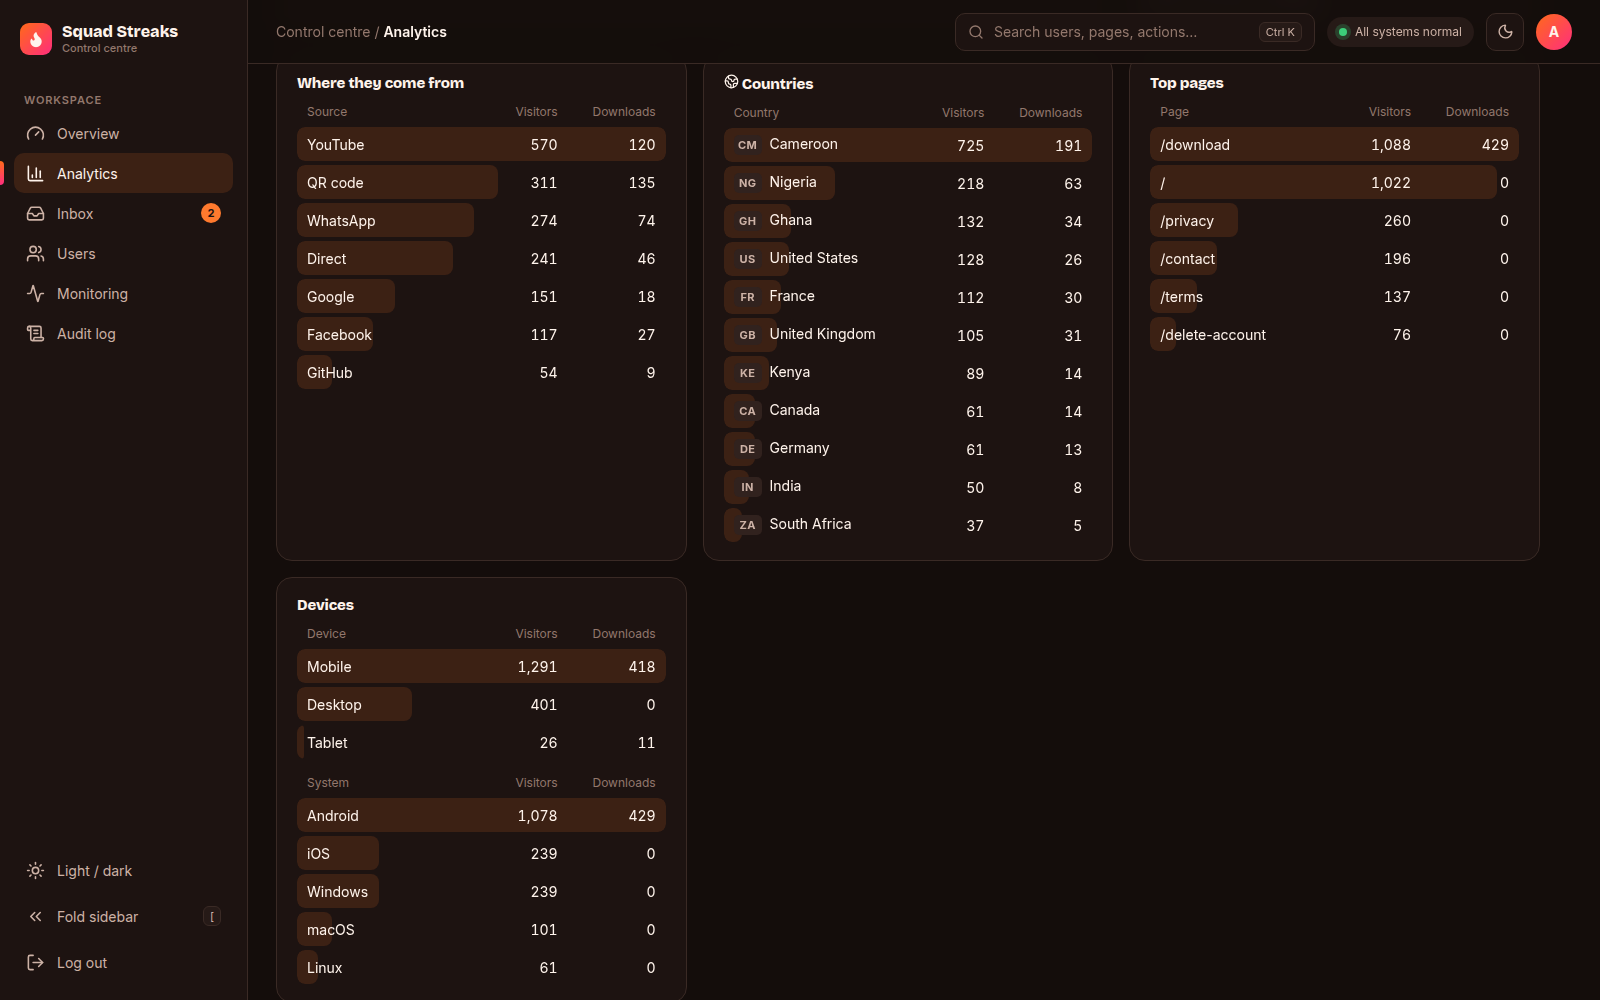 Squad Streaks
Control centre
WORKSPACE
Overview
Analytics
Inbox 2
Users
Monitoring
Audit log
Light / dark
Fold sidebar [
Log out
Control centre / Analytics
Search users, pages, actions... Ctrl K
All systems normal
A
Where they come from
Source Visitors Downloads
YouTube 570 120
QR code 311 135
WhatsApp 274 74
Direct 241 46
Google 151 18
Facebook 117 27
GitHub 54 9
Countries
Country Visitors Downloads
CM Cameroon 725 191
NG Nigeria 218 63
GH Ghana 132 34
US United States 128 26
FR France 112 30
GB United Kingdom 105 31
KE Kenya 89 14
CA Canada 61 14
DE Germany 61 13
IN India 50 8
ZA South Africa 37 5
Top pages
Page Visitors Downloads
/download 1,088 429
/ 1,022 0
/privacy 260 0
/contact 196 0
/terms 137 0
/delete-account 76 0
Devices
Device Visitors Downloads
Mobile 1,291 418
Desktop 401 0
Tablet 26 11
System Visitors Downloads
Android 1,078 429
iOS 239 0
Windows 239 0
macOS 101 0
Linux 61 0